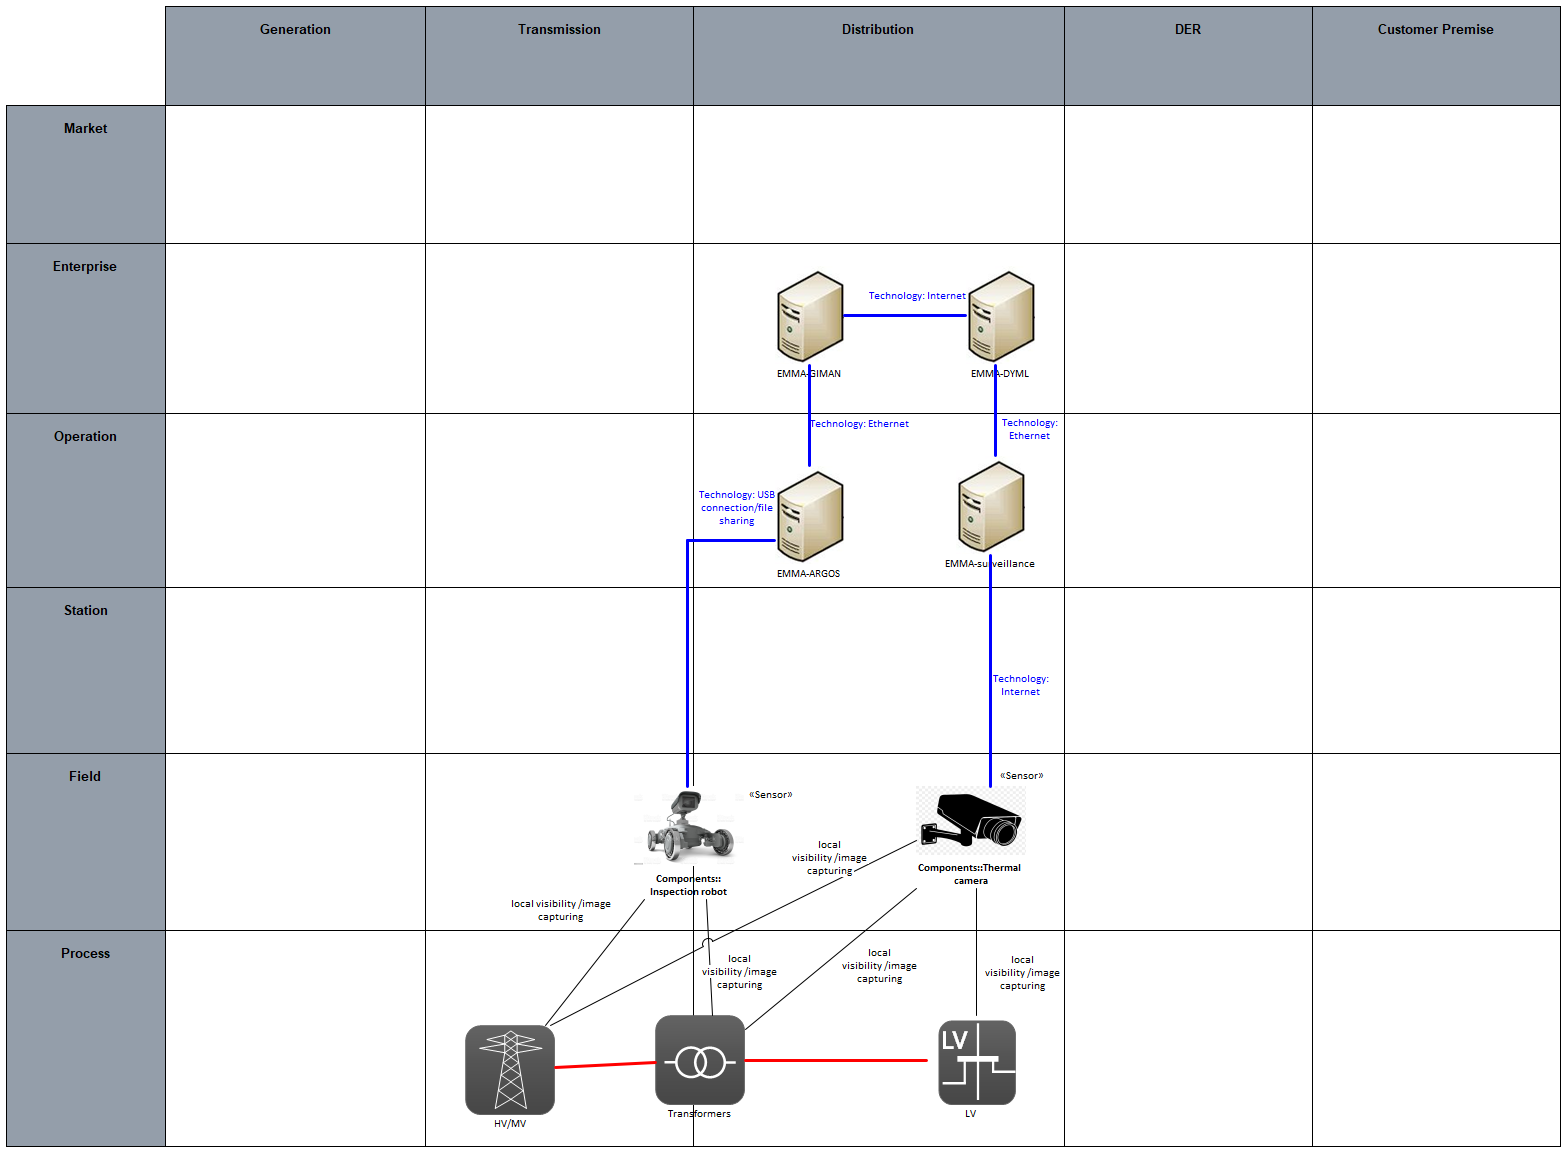 Generation
Transmission
Distribution
DER
Customer Premise
Market
Enterprise
Technology: Internet
EMMA-GIMAN
EMMA-DYML
Operation
Technology: Ethernet
Technology:
Ethernet
Technology: USB
connection/file
sharing
EMMA-ARGOS
EMMA-surveillance
Station
Technology:
Internet
Field
«Sensor»
«Sensor»
local
visibility /image
capturing
Components::
Inspection robot
Components::Thermal
camera
local visibility /image
capturing
Process
local
visibility /image
capturing
local
visibility /image
capturing
local
visibility /image
capturing
LV
HV/MV
Transformers
LV